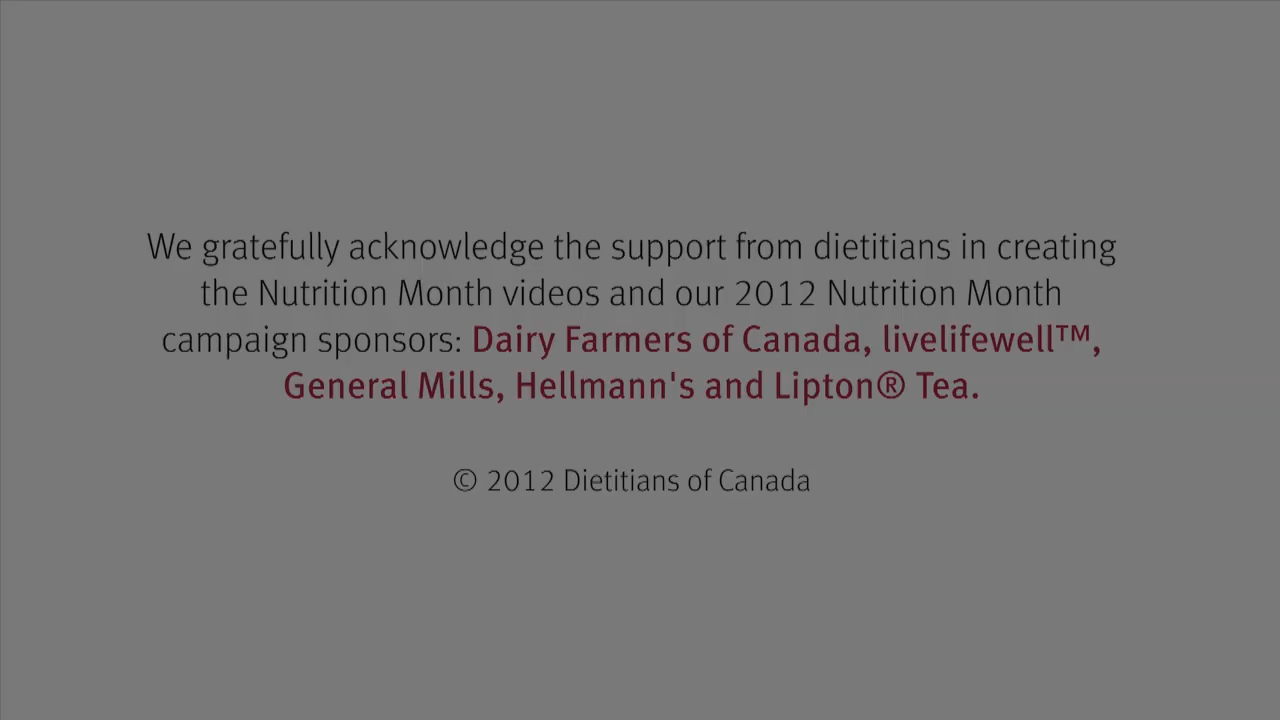 We gratefully acknowledge the support from dietitians in creating
the Nutrition Month videos and our 2012 Nutrition Month
campaign sponsors: Dairy Farmers of Canada, livelifewell™,
General Mills, Hellmann's and Lipton® Tea.
© 2012 Dietitians of Canada